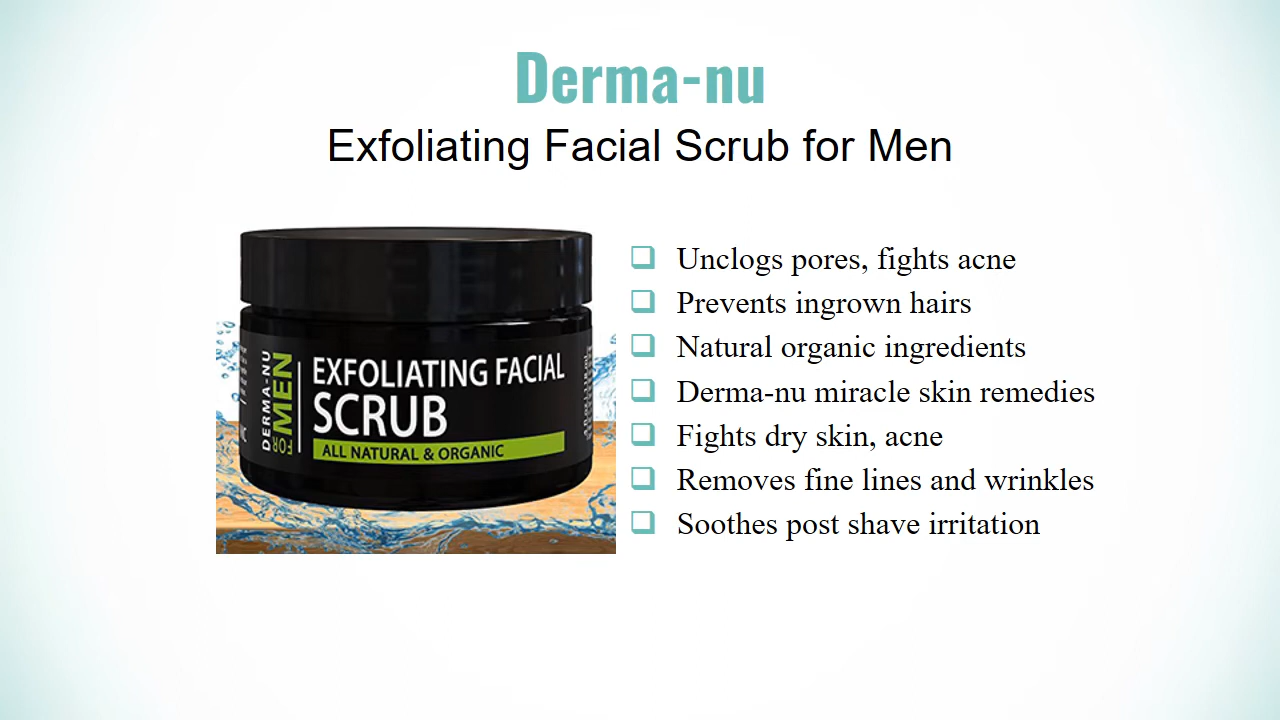 Derma-nu
Exfoliating Facial Scrub for Men
Unclogs pores, fights acne
Prevents ingrown hairs
Natural organic ingredients
Derma-nu miracle skin remedies
Fights dry skin, acne
Removes fine lines and wrinkles
Soothes post shave irritation
DERMA-NU
FOR MEN
EXFOLIATING FACIAL
SCRUB
ALL NATURAL & ORGANIC